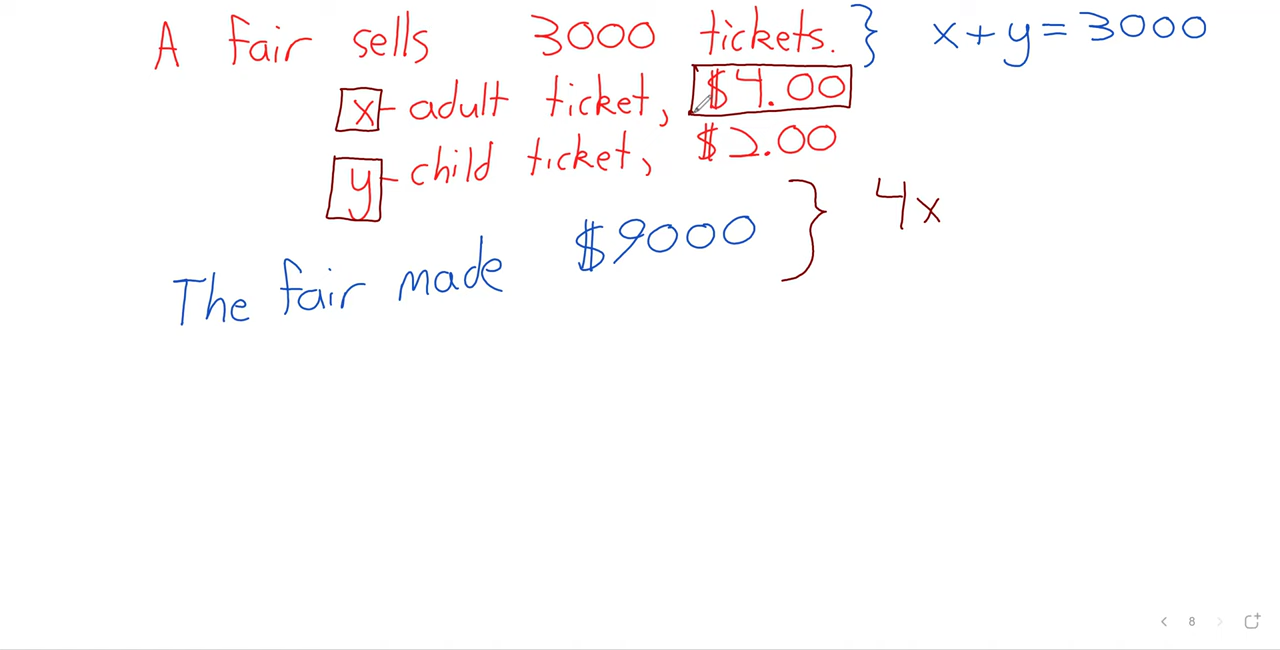 A fair sells 3000 tickets. } x + y = 3000
x - adult ticket, $4.00
y - child ticket, $2.00
The fair made $9000 } 4x
8